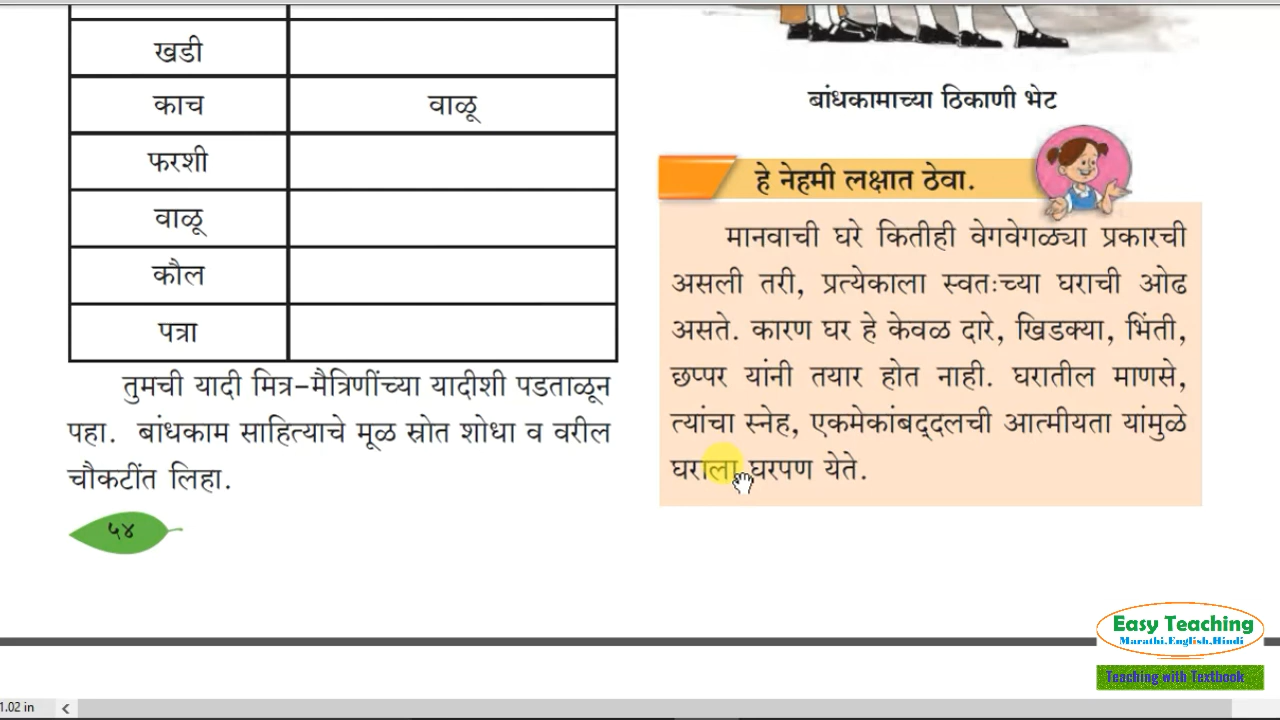 खडी
काच वाळू
फरशी
वाळू
कौल
पत्रा
तुमची यादी मित्र-मैत्रिणींच्या यादीशी पडताळून
पहा. बांधकाम साहित्याचे मूळ स्रोत शोधा व वरील
चौकटींत लिहा.
५४
बांधकामाच्या ठिकाणी भेट
हे नेहमी लक्षात ठेवा.
मानवाची घरे कितीही वेगवेगळ्या प्रकारची
असली तरी, प्रत्येकाला स्वतःच्या घराची ओढ
असते. कारण घर हे केवळ दारे, खिडक्या, भिंती,
छप्पर यांनी तयार होत नाही. घरातील माणसे,
त्यांचा स्नेह, एकमेकांबद्दलची आत्मीयता यांमुळे
घराला घरपण येते.
Easy Teaching
Marathi.English.Hindi
Teaching with Textbook
1.02 in